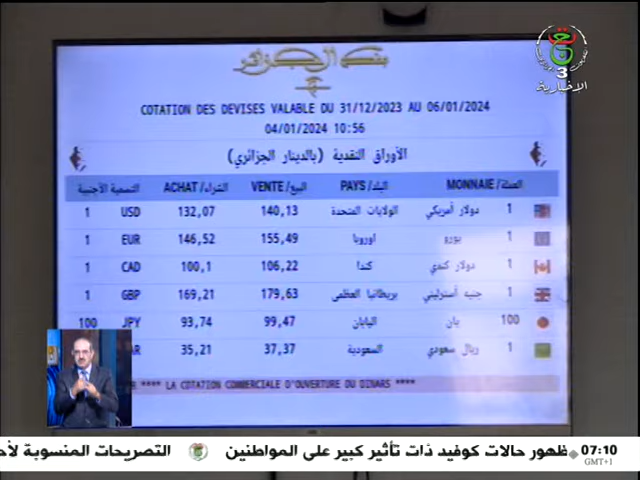 بنك الجزائر
COTATION DES DEVISES VALABLE DU 31/12/2023 AU 06/01/2024
04/01/2024 10:56
الأوراق النقدية (بالدينار الجزائري)
التسمية الأجنبية ACHAT/الشراء VENTE/البيع PAYS/البلد MONNAIE/العملة
1 USD 132,07 140,13 الولايات المتحدة دولار أمريكي 1
1 EUR 146,52 155,49 اوروبا يورو 1
1 CAD 100,1 106,22 كندا دولار كندي 1
1 GBP 169,21 179,63 بريطانيا العظمى جنيه أسترليني 1
100 JPY 93,74 99,47 اليابان يان 100
AR 35,21 37,37 السعودية ريال سعودي 1
**** LA COTATION COMMERCIALE D'OUVERTURE DU DINARS ****
3
الإخبارية
ظهور حالات كوفيد ذات تأثير كبير على المواطنين
التصريحات المنسوبة لأح
07:10
GMT+1